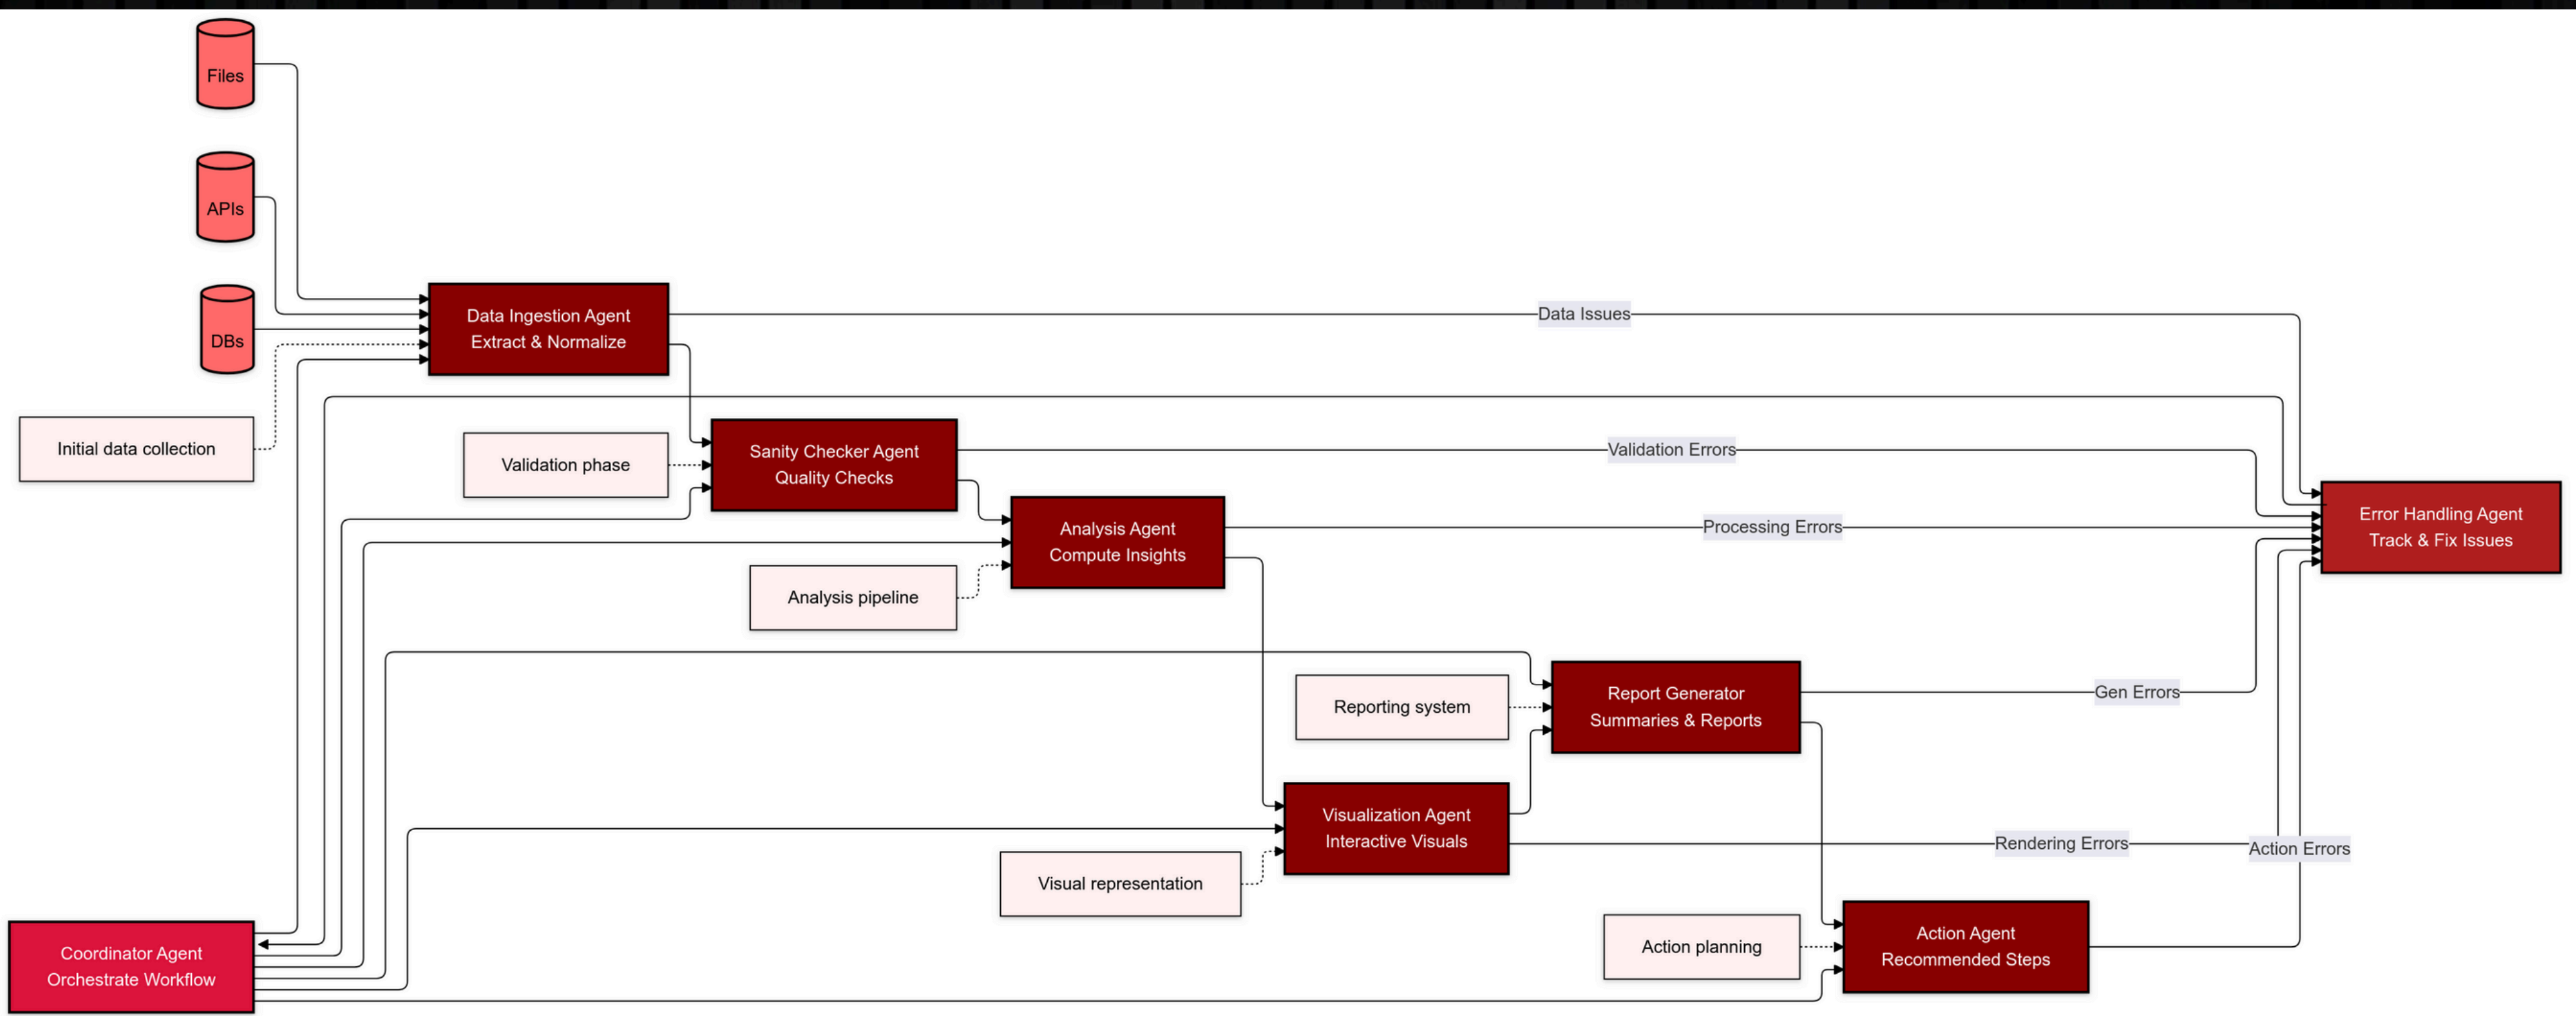 Files
APIs
DBs
Initial data collection
Data Ingestion Agent
Extract & Normalize
Data Issues
Validation phase
Sanity Checker Agent
Quality Checks
Validation Errors
Analysis pipeline
Analysis Agent
Compute Insights
Processing Errors
Error Handling Agent
Track & Fix Issues
Reporting system
Report Generator
Summaries & Reports
Gen Errors
Visual representation
Visualization Agent
Interactive Visuals
Rendering Errors
Action Errors
Coordinator Agent
Orchestrate Workflow
Action planning
Action Agent
Recommended Steps